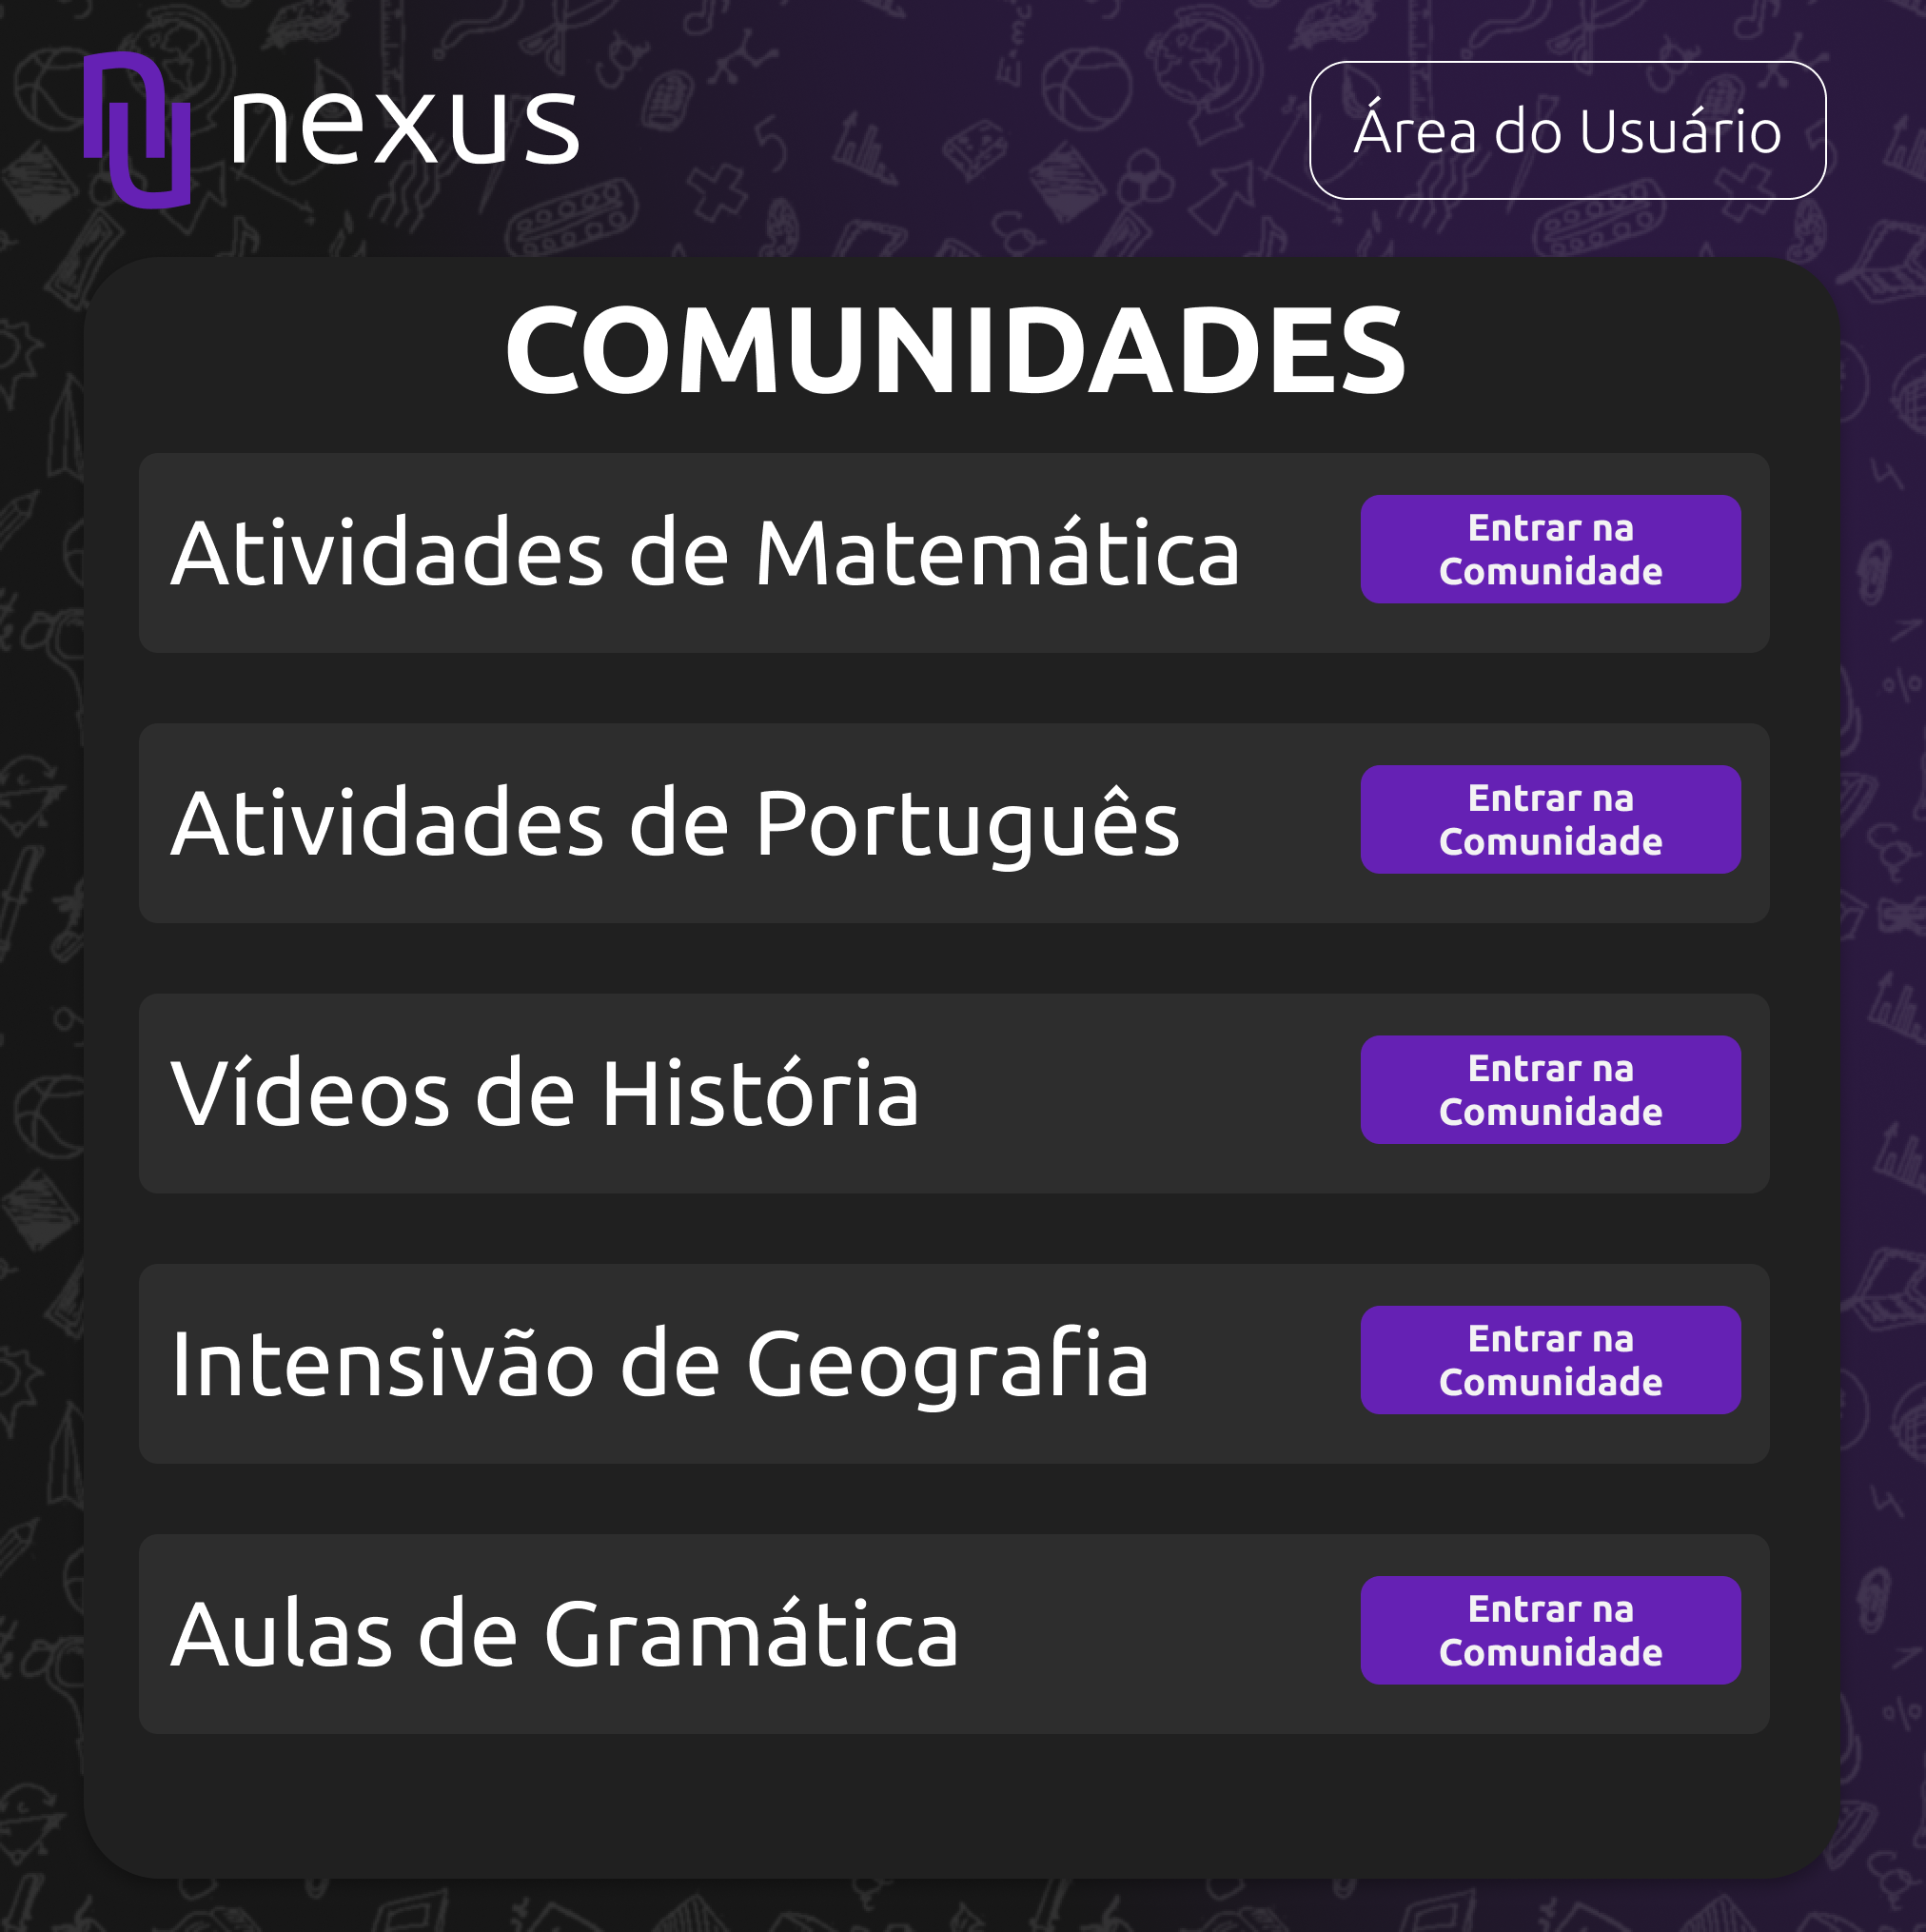 nexus
Área do Usuário
COMUNIDADES
Atividades de Matemática
Entrar na
Comunidade
Atividades de Português
Entrar na
Comunidade
Vídeos de História
Entrar na
Comunidade
Intensivão de Geografia
Entrar na
Comunidade
Aulas de Gramática
Entrar na
Comunidade